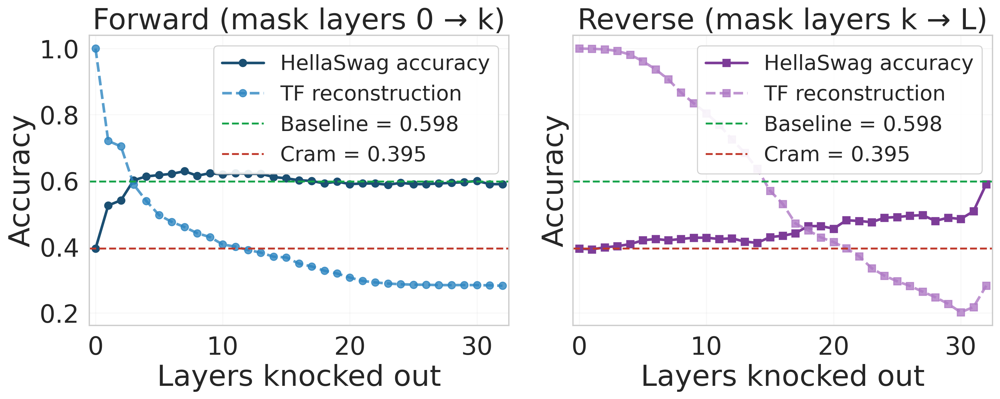 Forward (mask layers 0 → k)
Accuracy
1.0
0.8
0.6
0.4
0.2
HellaSwag accuracy
TF reconstruction
Baseline = 0.598
Cram = 0.395
0 10 20 30
Layers knocked out
Reverse (mask layers k → L)
Accuracy
HellaSwag accuracy
TF reconstruction
Baseline = 0.598
Cram = 0.395
0 10 20 30
Layers knocked out